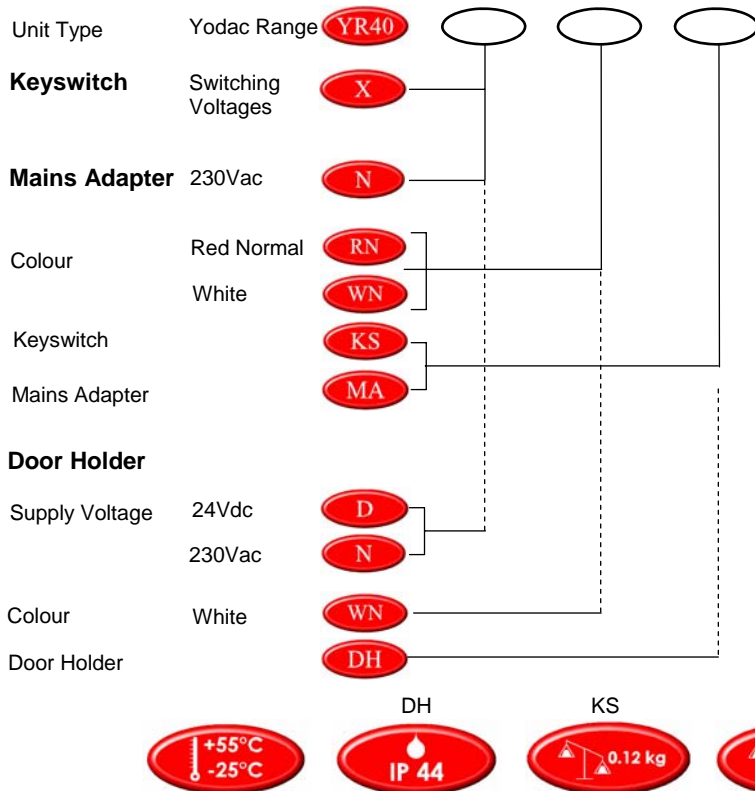 Unit Type Yodac Range YR40
Keyswitch Switching Voltages X
Mains Adapter 230Vac N
Colour Red Normal RN
White WN
Keyswitch KS
Mains Adapter MA
Door Holder
Supply Voltage 24Vdc D
230Vac N
Colour White WN
Door Holder DH
DH KS
+55°C
-25°C
IP 44
0.12 kg